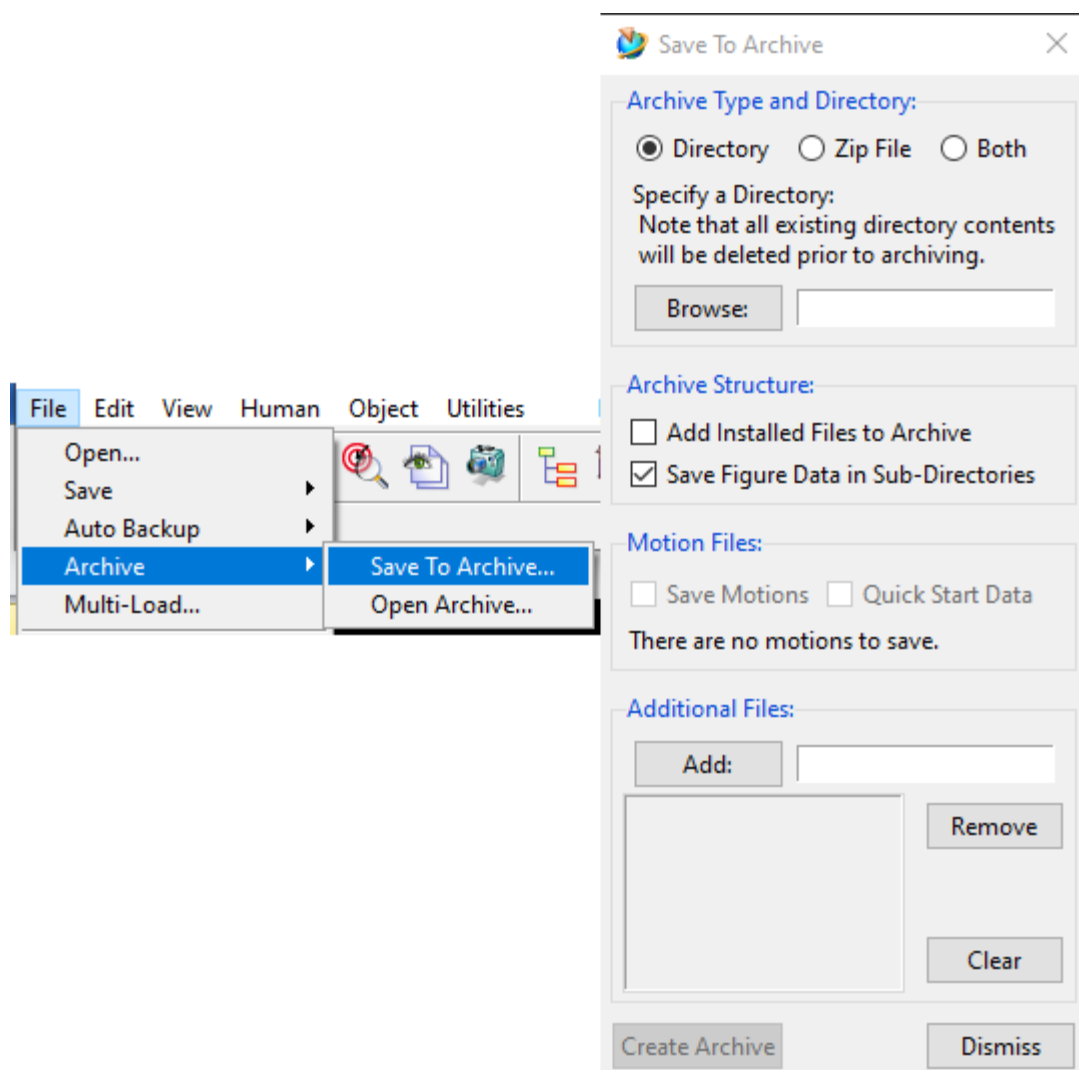 File Edit View Human Object Utilities
Open...
Save
Auto Backup
Archive
Multi-Load...
Save To Archive...
Open Archive...
Save To Archive
Archive Type and Directory:
Directory Zip File Both
Specify a Directory:
Note that all existing directory contents
will be deleted prior to archiving.
Browse:
Archive Structure:
Add Installed Files to Archive
Save Figure Data in Sub-Directories
Motion Files:
Save Motions Quick Start Data
There are no motions to save.
Additional Files:
Add:
Remove
Clear
Create Archive Dismiss